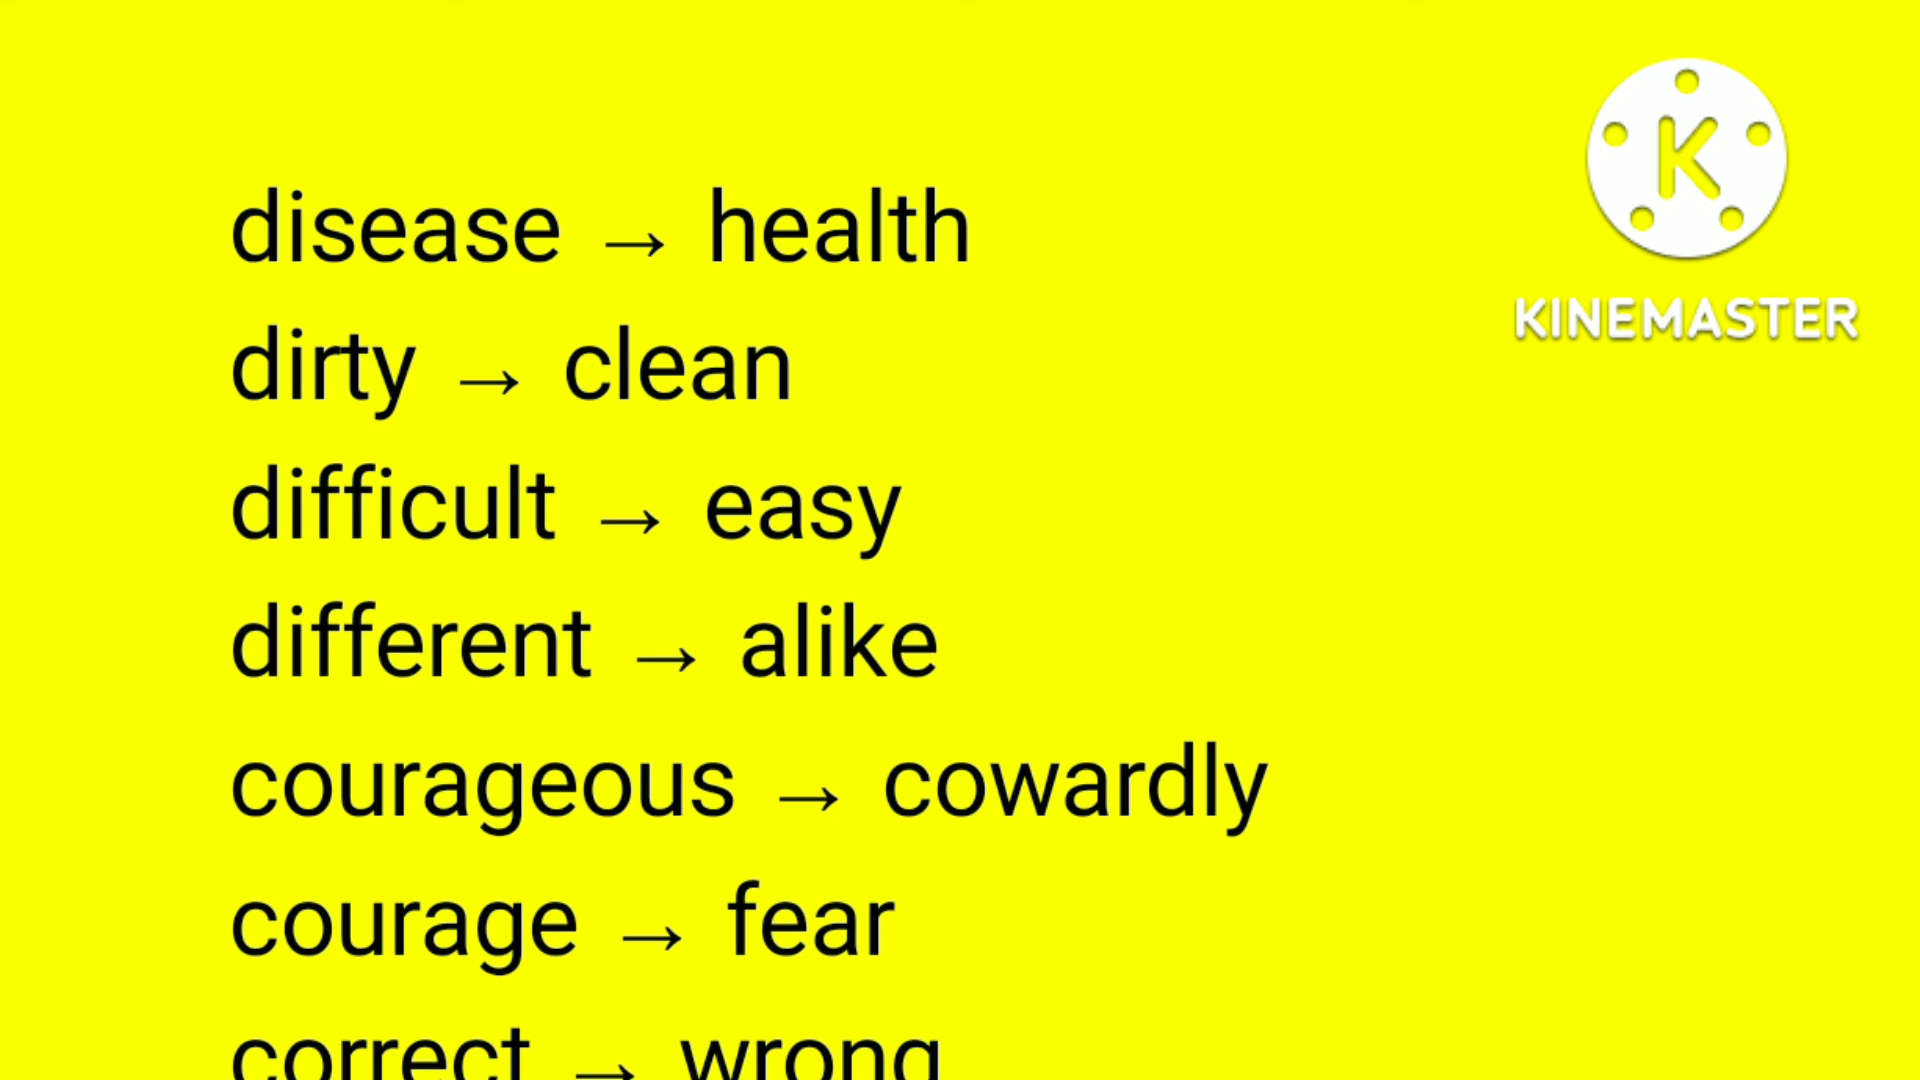 disease → health
dirty → clean
difficult → easy
different → alike
courageous → cowardly
courage → fear
correct → wrong
K
KINEMASTER